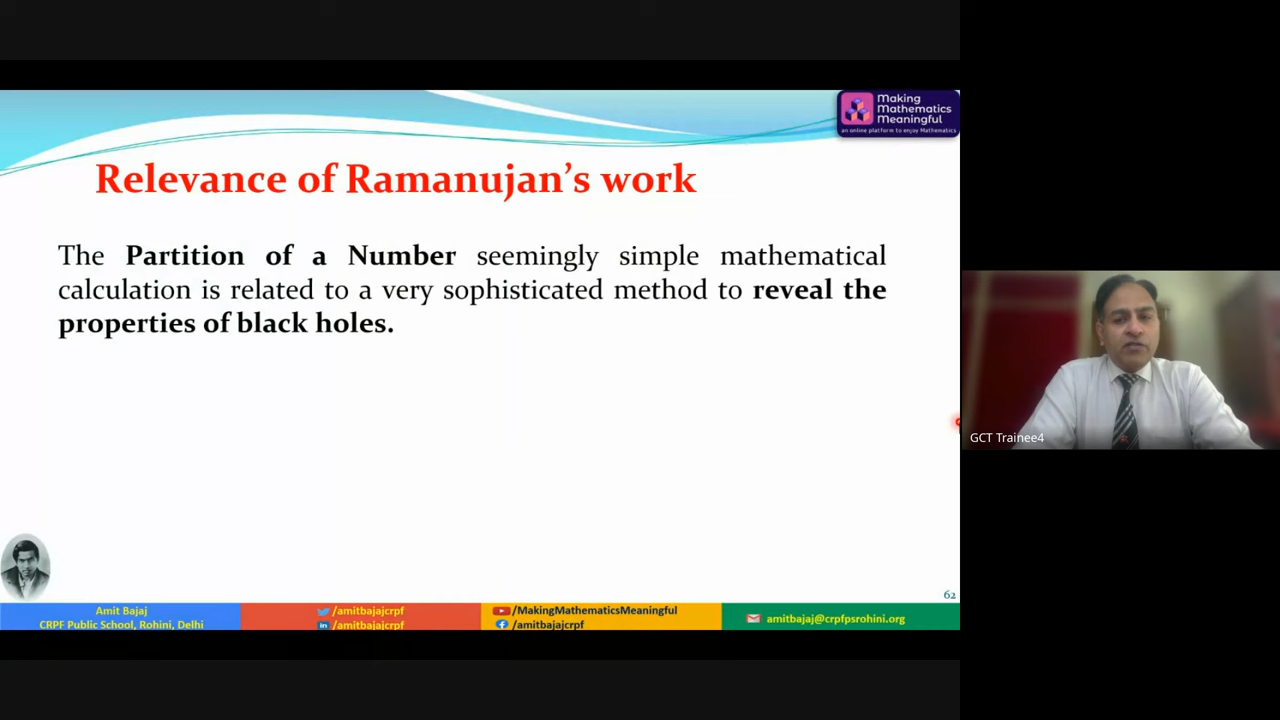 Making
Mathematics
Meaningful
an online platform to enjoy Mathematics
Relevance of Ramanujan's work
The Partition of a Number seemingly simple mathematical
calculation is related to a very sophisticated method to reveal the
properties of black holes.
GCT Trainee4
62
Amit Bajaj
CRPF Public School, Rohini, Delhi
/amitbajajcrpf
/amitbajajcrpf
/MakingMathematicsMeaningful
/amitbajajcrpf
amitbajaj@crpfpsrohini.org